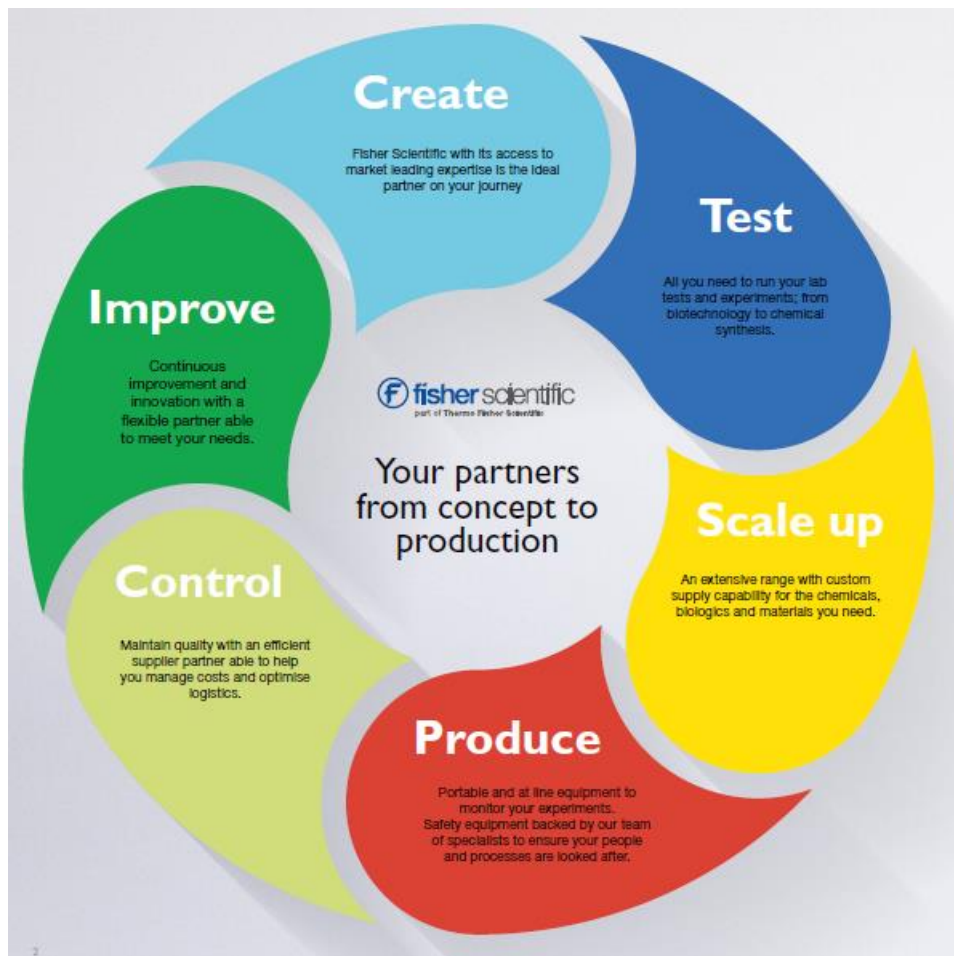 Create
Fisher Scientific with its access to
market leading expertise is the ideal
partner on your journey
Test
All you need to run your lab
tests and experiments; from
biotechnology to chemical
synthesis.
Scale up
An extensive range with custom
supply capability for the chemicals,
biologics and materials you need.
Produce
Portable and at line equipment to
monitor your experiments.
Safety equipment backed by our team
of specialists to ensure your people
and processes are looked after.
Control
Maintain quality with an efficient
supplier partner able to help
you manage costs and optimise
logistics.
Improve
Continuous
improvement and
innovation with a
flexible partner able
to meet your needs.
f fisher scientific
part of Thermo Fisher Scientific
Your partners
from concept to
production
2